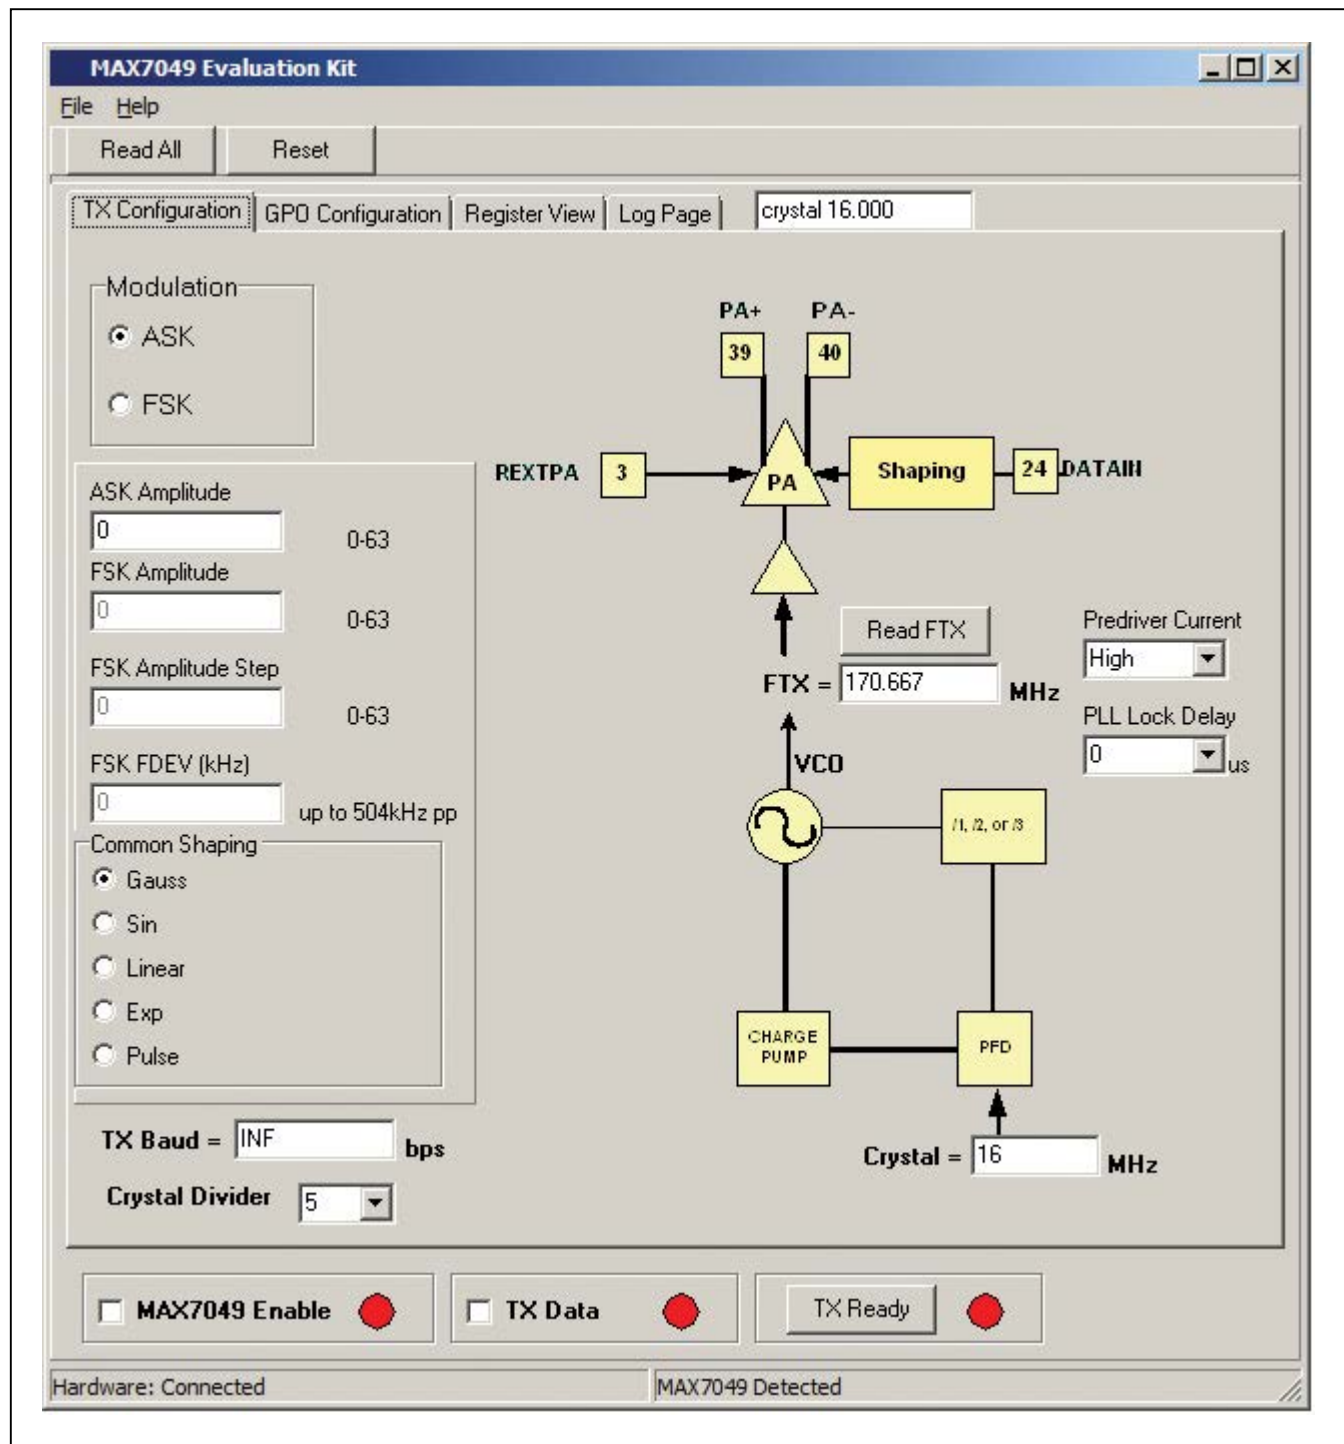 MAX7049 Evaluation Kit
File Help
Read All Reset
TX Configuration GPO Configuration Register View Log Page crystal 16.000
Modulation
ASK
FSK
ASK Amplitude
0 0-63
FSK Amplitude
0 0-63
FSK Amplitude Step
0 0-63
FSK FDEV (kHz)
0 up to 504kHz pp
Common Shaping
Gauss
Sin
Linear
Exp
Pulse
TX Baud = INF bps
Crystal Divider 5
PA+ PA-
39 40
REXTPA 3 PA Shaping 24 DATAIN
Read FTX
FTX = 170.667 MHz
Predriver Current
High
PLL Lock Delay
0 us
VCO
/1, /2, or /3
CHARGE
PUMP
PFD
Crystal = 16 MHz
MAX7049 Enable TX Data TX Ready
Hardware: Connected MAX7049 Detected